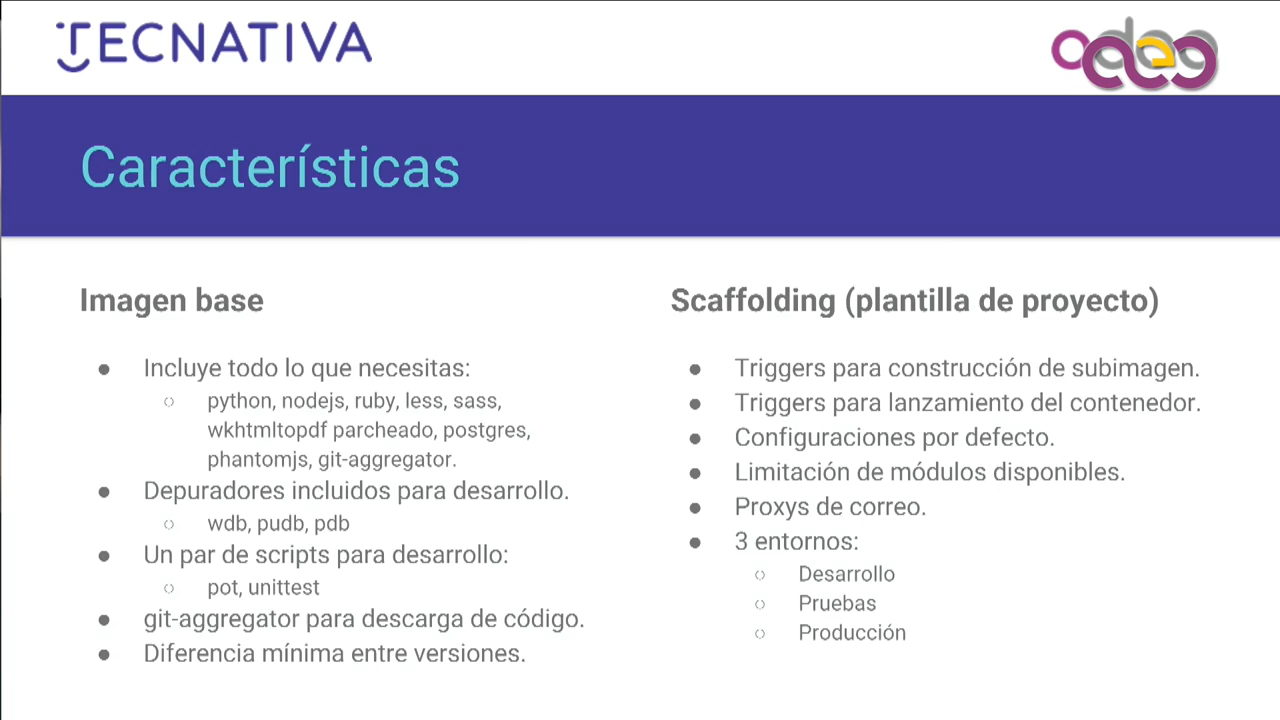 TECNATIVA
Características
Imagen base
● Incluye todo lo que necesitas:
○ python, nodejs, ruby, less, sass,
wkhtmltopdf parcheado, postgres,
phantomjs, git-aggregator.
● Depuradores incluidos para desarrollo.
○ wdb, pudb, pdb
● Un par de scripts para desarrollo:
○ pot, unittest
● git-aggregator para descarga de código.
● Diferencia mínima entre versiones.
Scaffolding (plantilla de proyecto)
● Triggers para construcción de subimagen.
● Triggers para lanzamiento del contenedor.
● Configuraciones por defecto.
● Limitación de módulos disponibles.
● Proxys de correo.
● 3 entornos:
○ Desarrollo
○ Pruebas
○ Producción